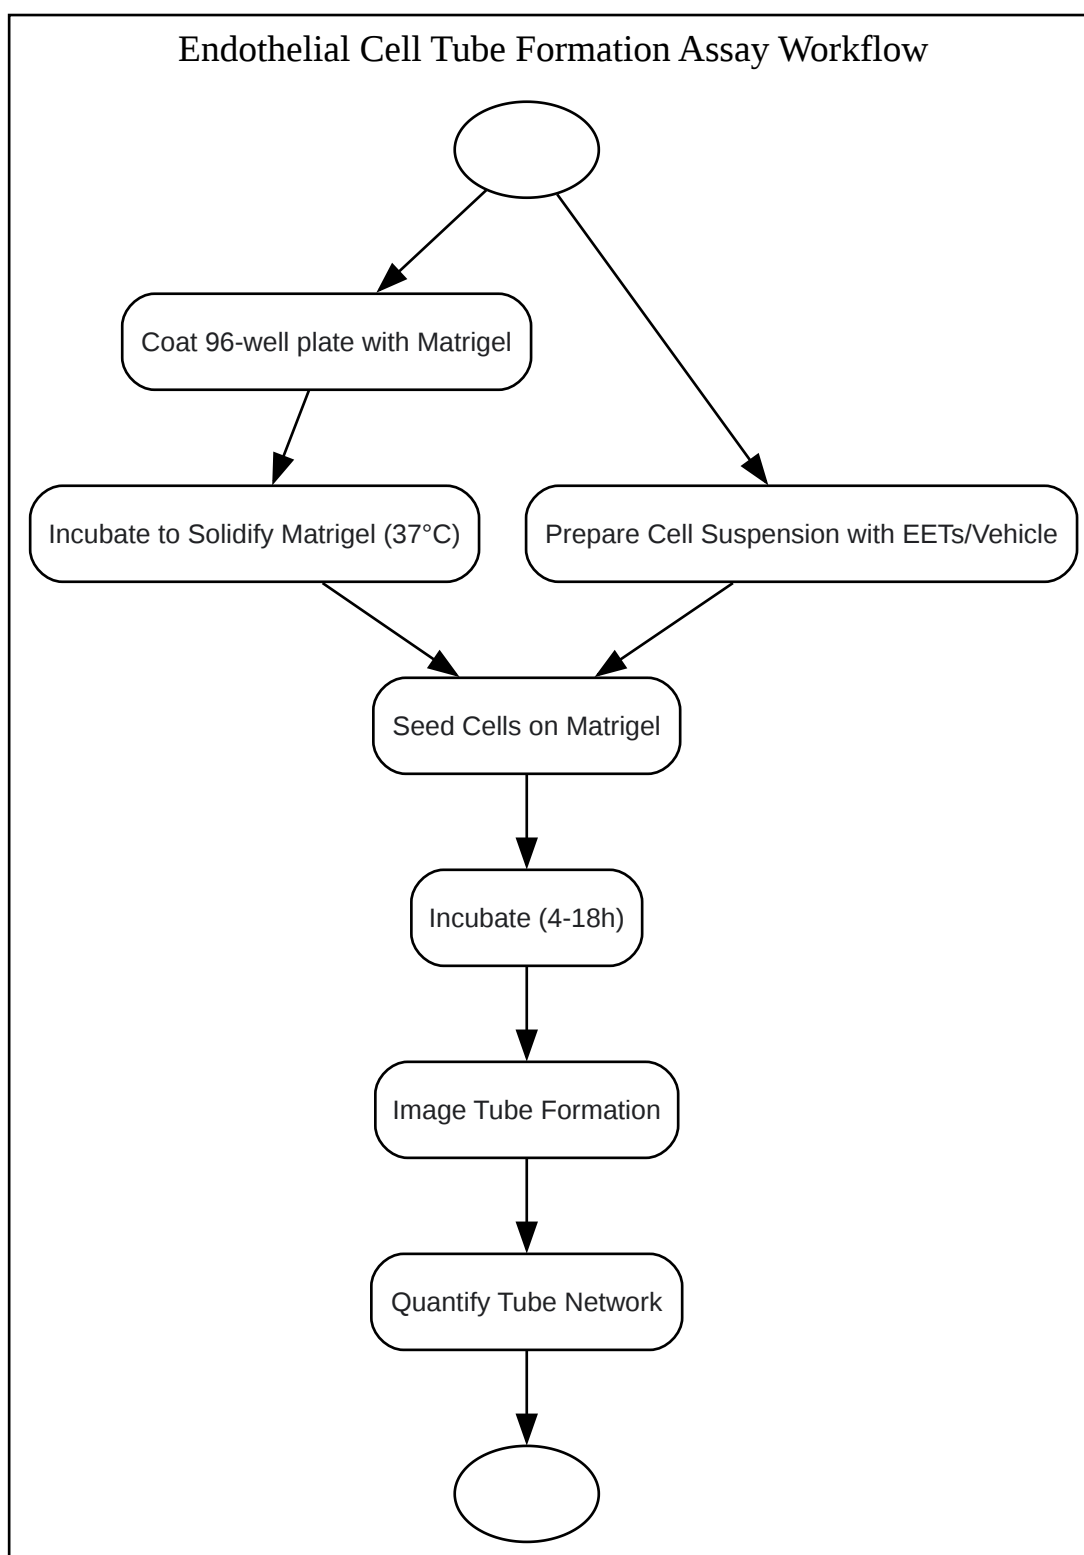 Endothelial Cell Tube Formation Assay Workflow
Coat 96-well plate with Matrigel
Incubate to Solidify Matrigel (37°C)
Prepare Cell Suspension with EETs/Vehicle
Seed Cells on Matrigel
Incubate (4-18h)
Image Tube Formation
Quantify Tube Network